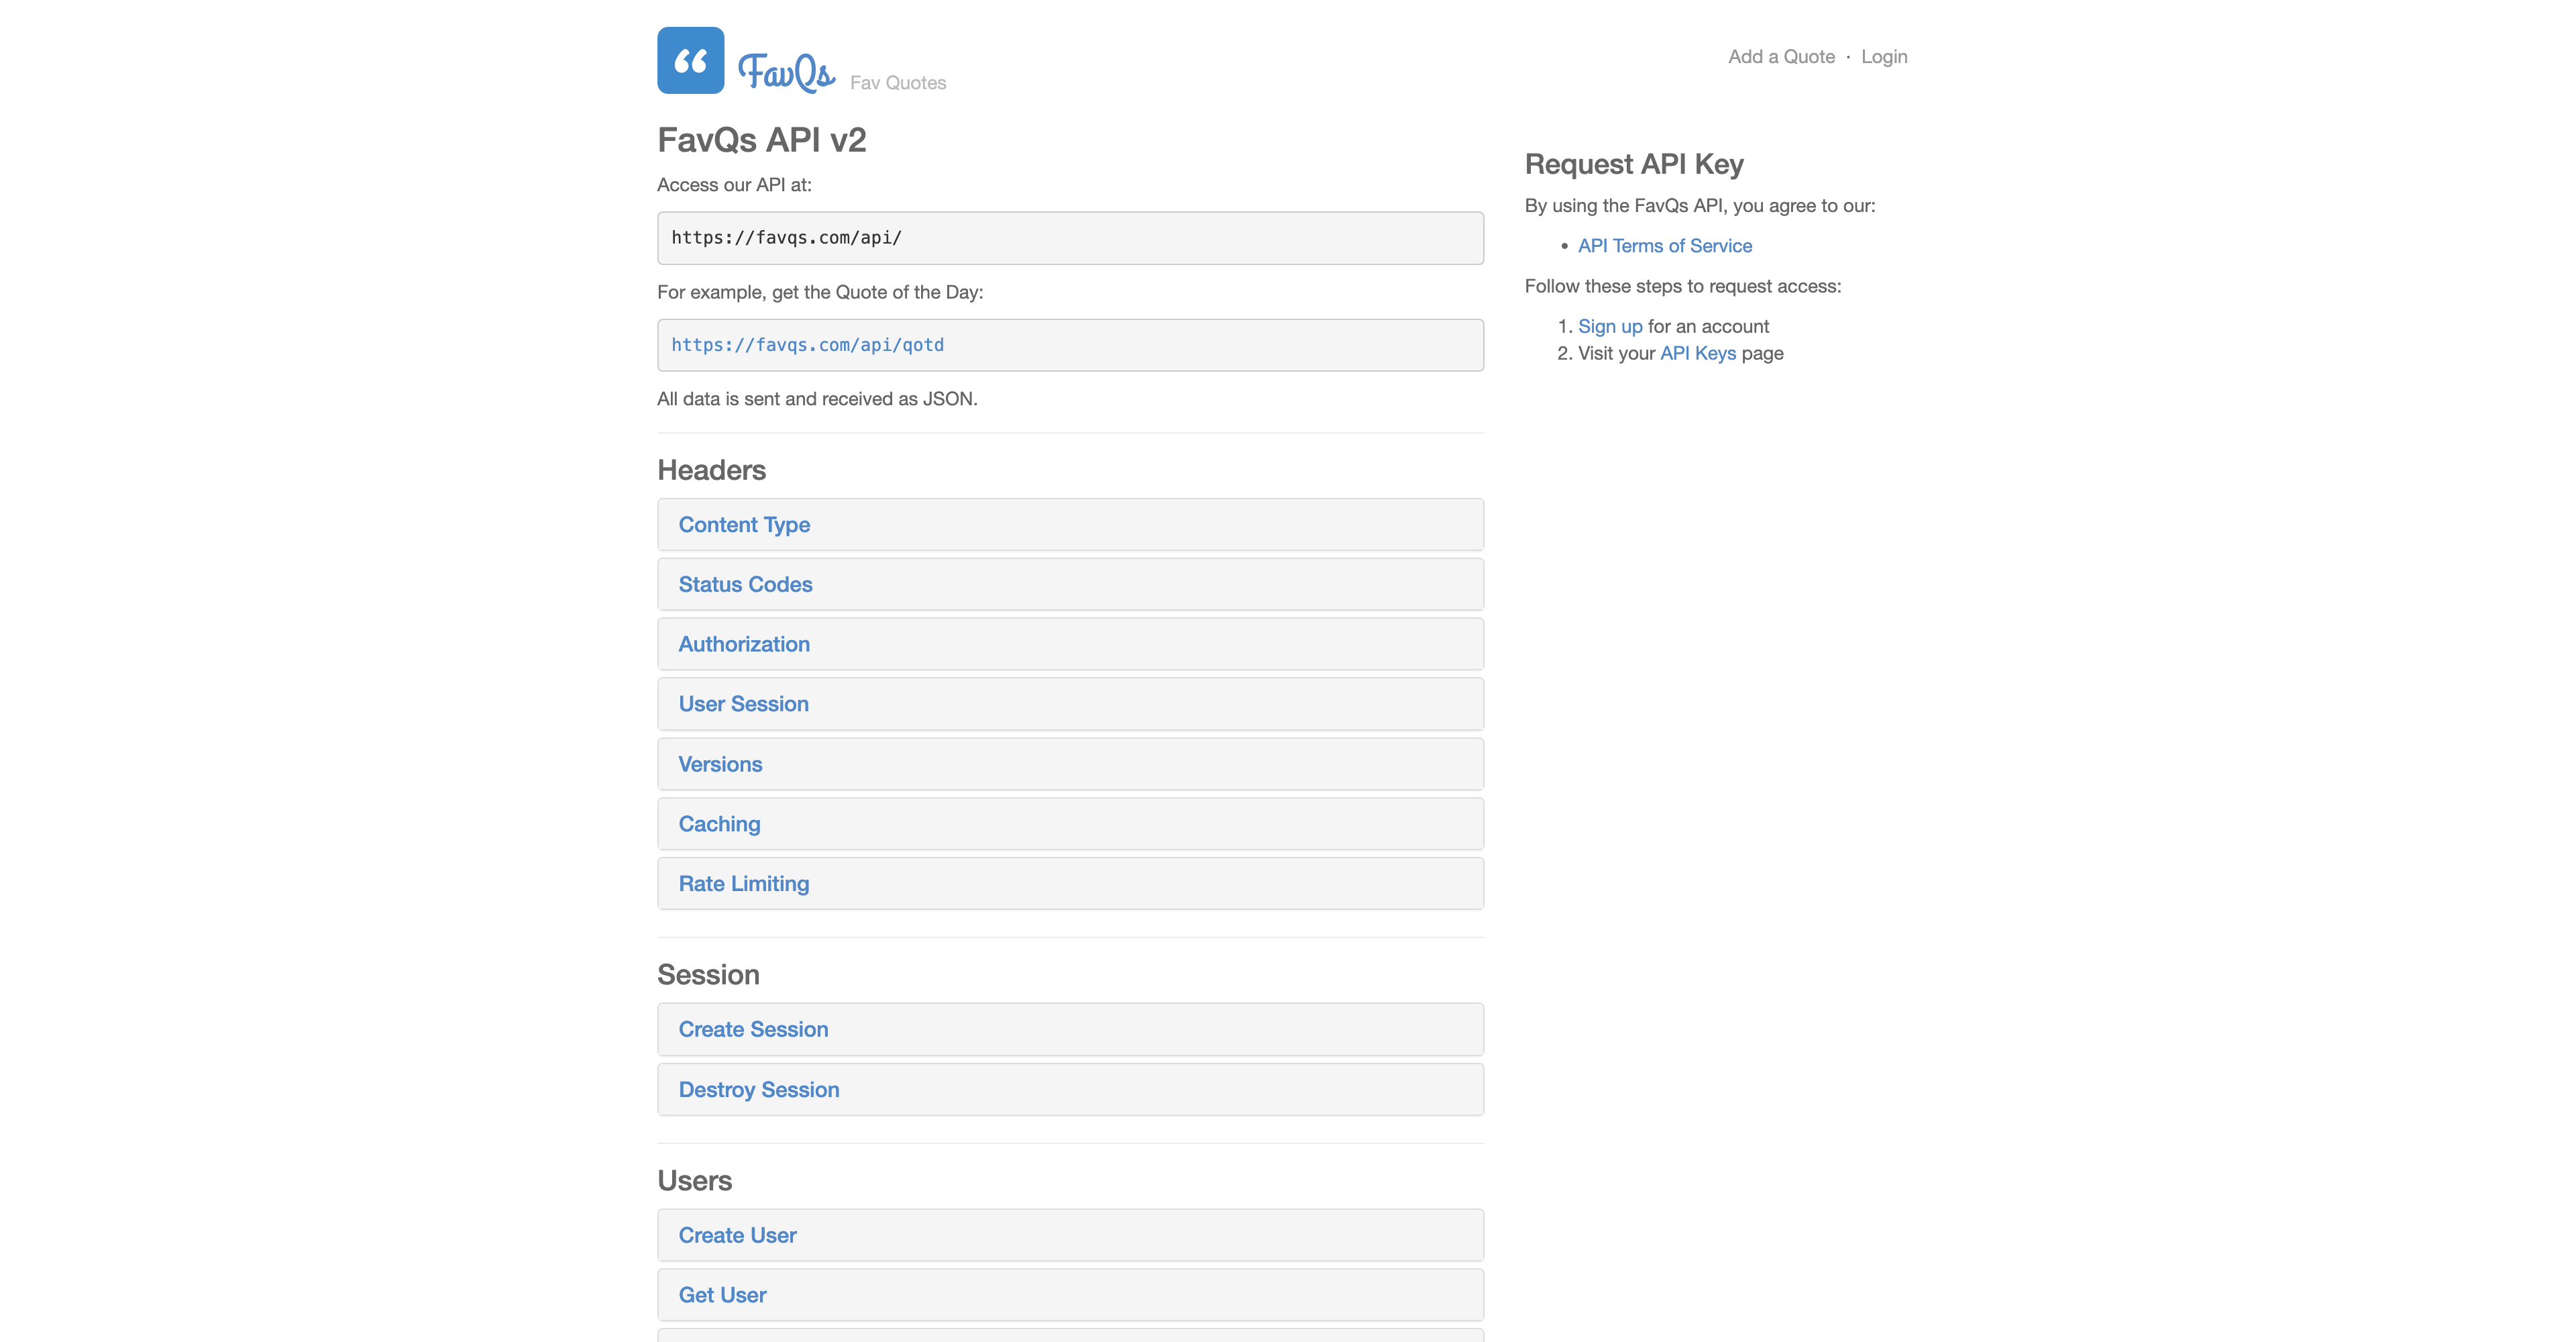 “ FavQs Fav Quotes
Add a Quote · Login
FavQs API v2
Access our API at:
https://favqs.com/api/
For example, get the Quote of the Day:
https://favqs.com/api/qotd
All data is sent and received as JSON.
Headers
Content Type
Status Codes
Authorization
User Session
Versions
Caching
Rate Limiting
Session
Create Session
Destroy Session
Users
Create User
Get User
Request API Key
By using the FavQs API, you agree to our:
• API Terms of Service
Follow these steps to request access:
1. Sign up for an account
2. Visit your API Keys page